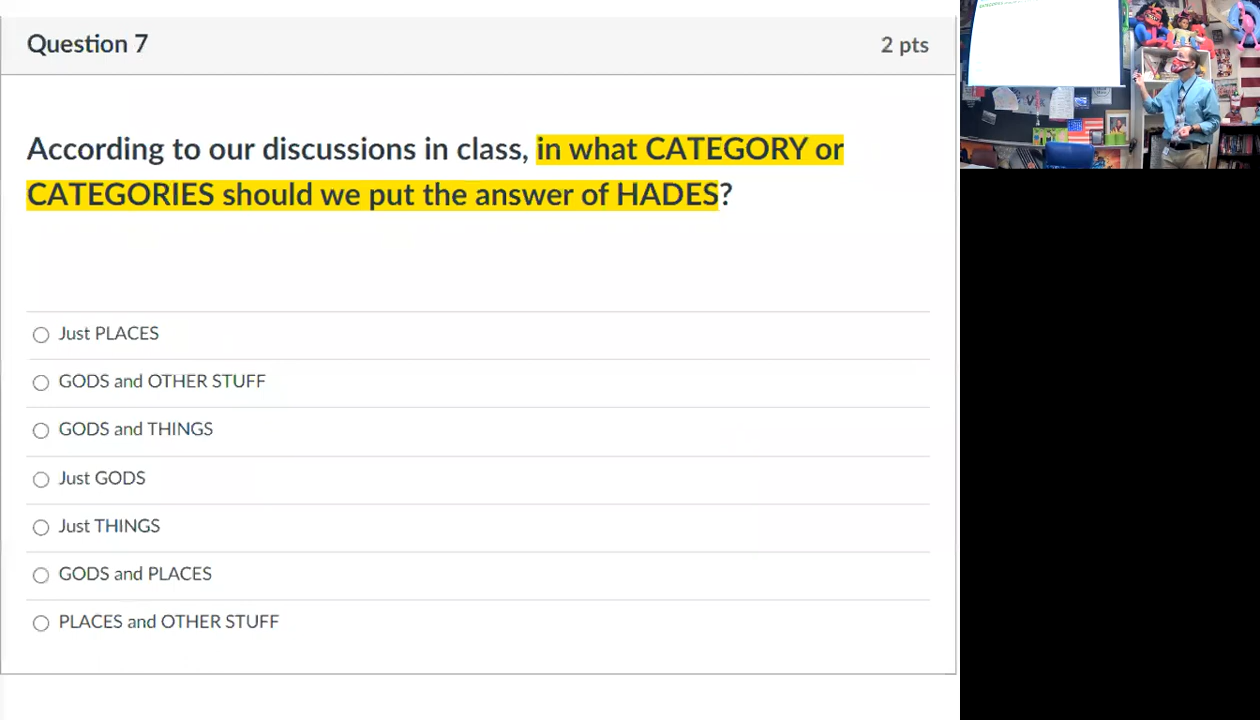 Question 7
2 pts
According to our discussions in class, in what CATEGORY or
CATEGORIES should we put the answer of HADES?
Just PLACES
GODS and OTHER STUFF
GODS and THINGS
Just GODS
Just THINGS
GODS and PLACES
PLACES and OTHER STUFF